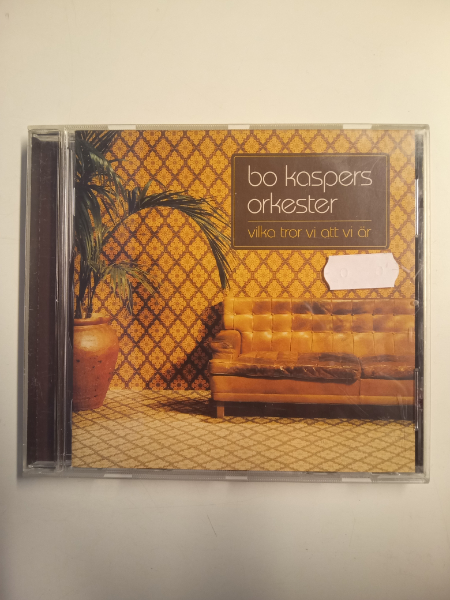 bo kaspers
orkester
vilka tror vi att vi är